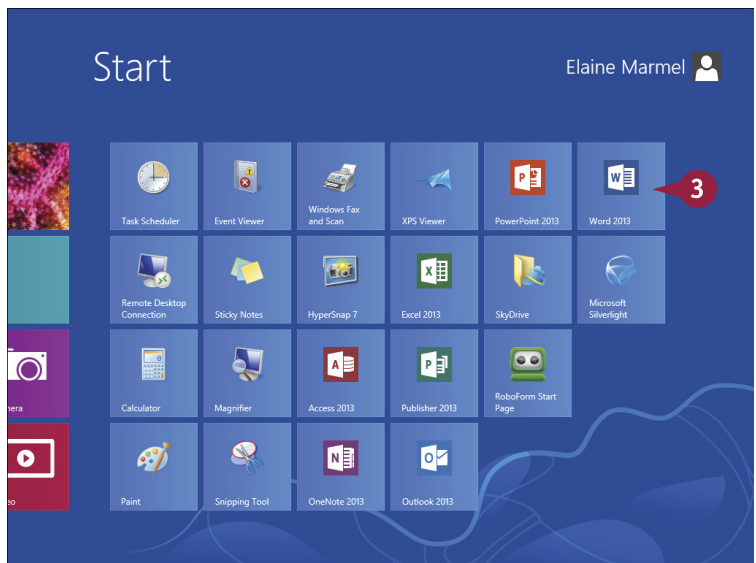 Start
Elaine Marmel
3
Task Scheduler
Event Viewer
Windows Fax
and Scan
XPS Viewer
P
PowerPoint 2013
W
Word 2013
Remote Desktop
Connection
Sticky Notes
HyperSnap 7
X
Excel 2013
SkyDrive
Microsoft
Silverlight
nera
Calculator
Magnifier
A
Access 2013
P
Publisher 2013
RoboForm Start
Page
eo
Paint
Snipping Tool
N
OneNote 2013
O
Outlook 2013